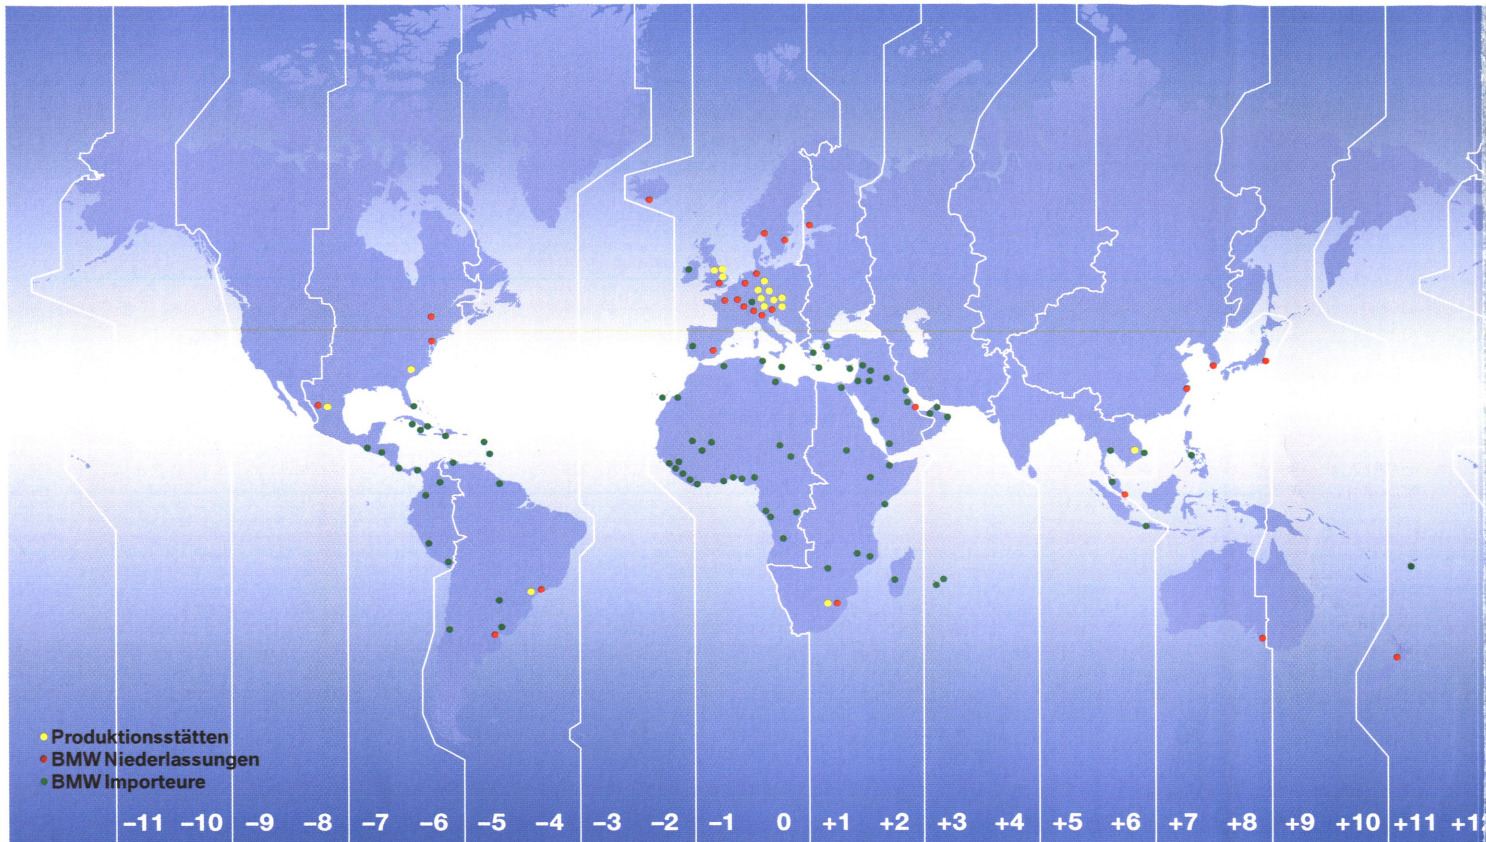 Produktionsstätten
BMW Niederlassungen
BMW Importeure
−11 −10 −9 −8 −7 −6 −5 −4 −3 −2 −1 0 +1 +2 +3 +4 +5 +6 +7 +8 +9 +10 +11 +12